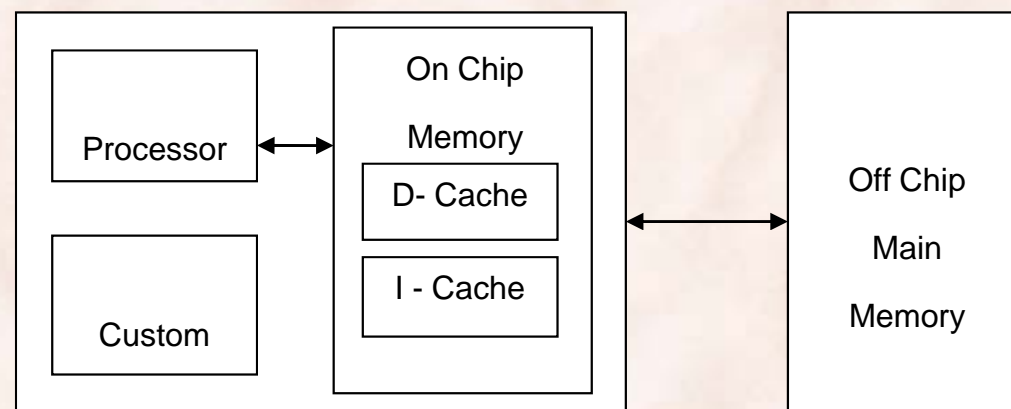 Processor
Custom
On Chip
Memory
D- Cache
I - Cache
Off Chip
Main
Memory